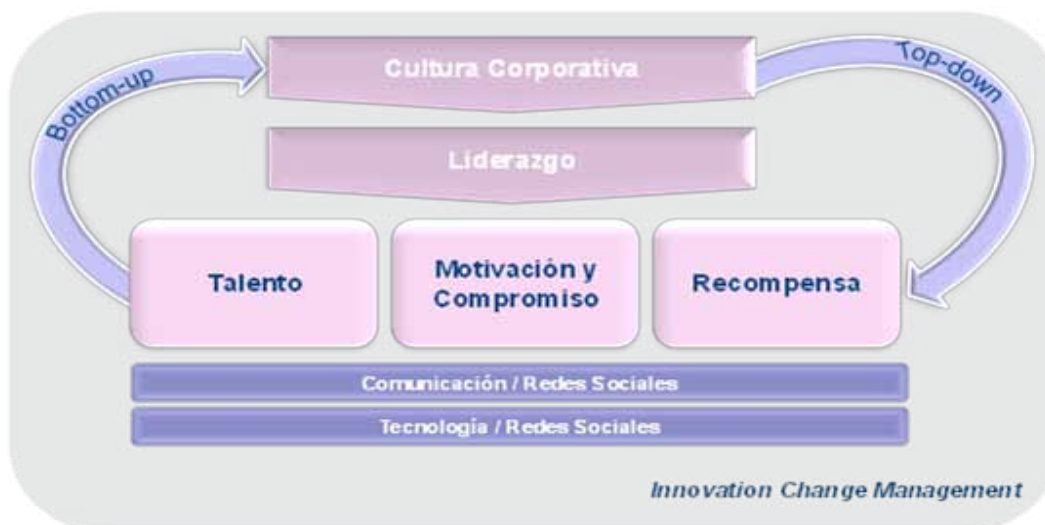 Cultura Corporativa
Bottom-up
Top-down
Liderazgo
Talento
Motivación y
Compromiso
Recompensa
Comunicación / Redes Sociales
Tecnología / Redes Sociales
Innovation Change Management